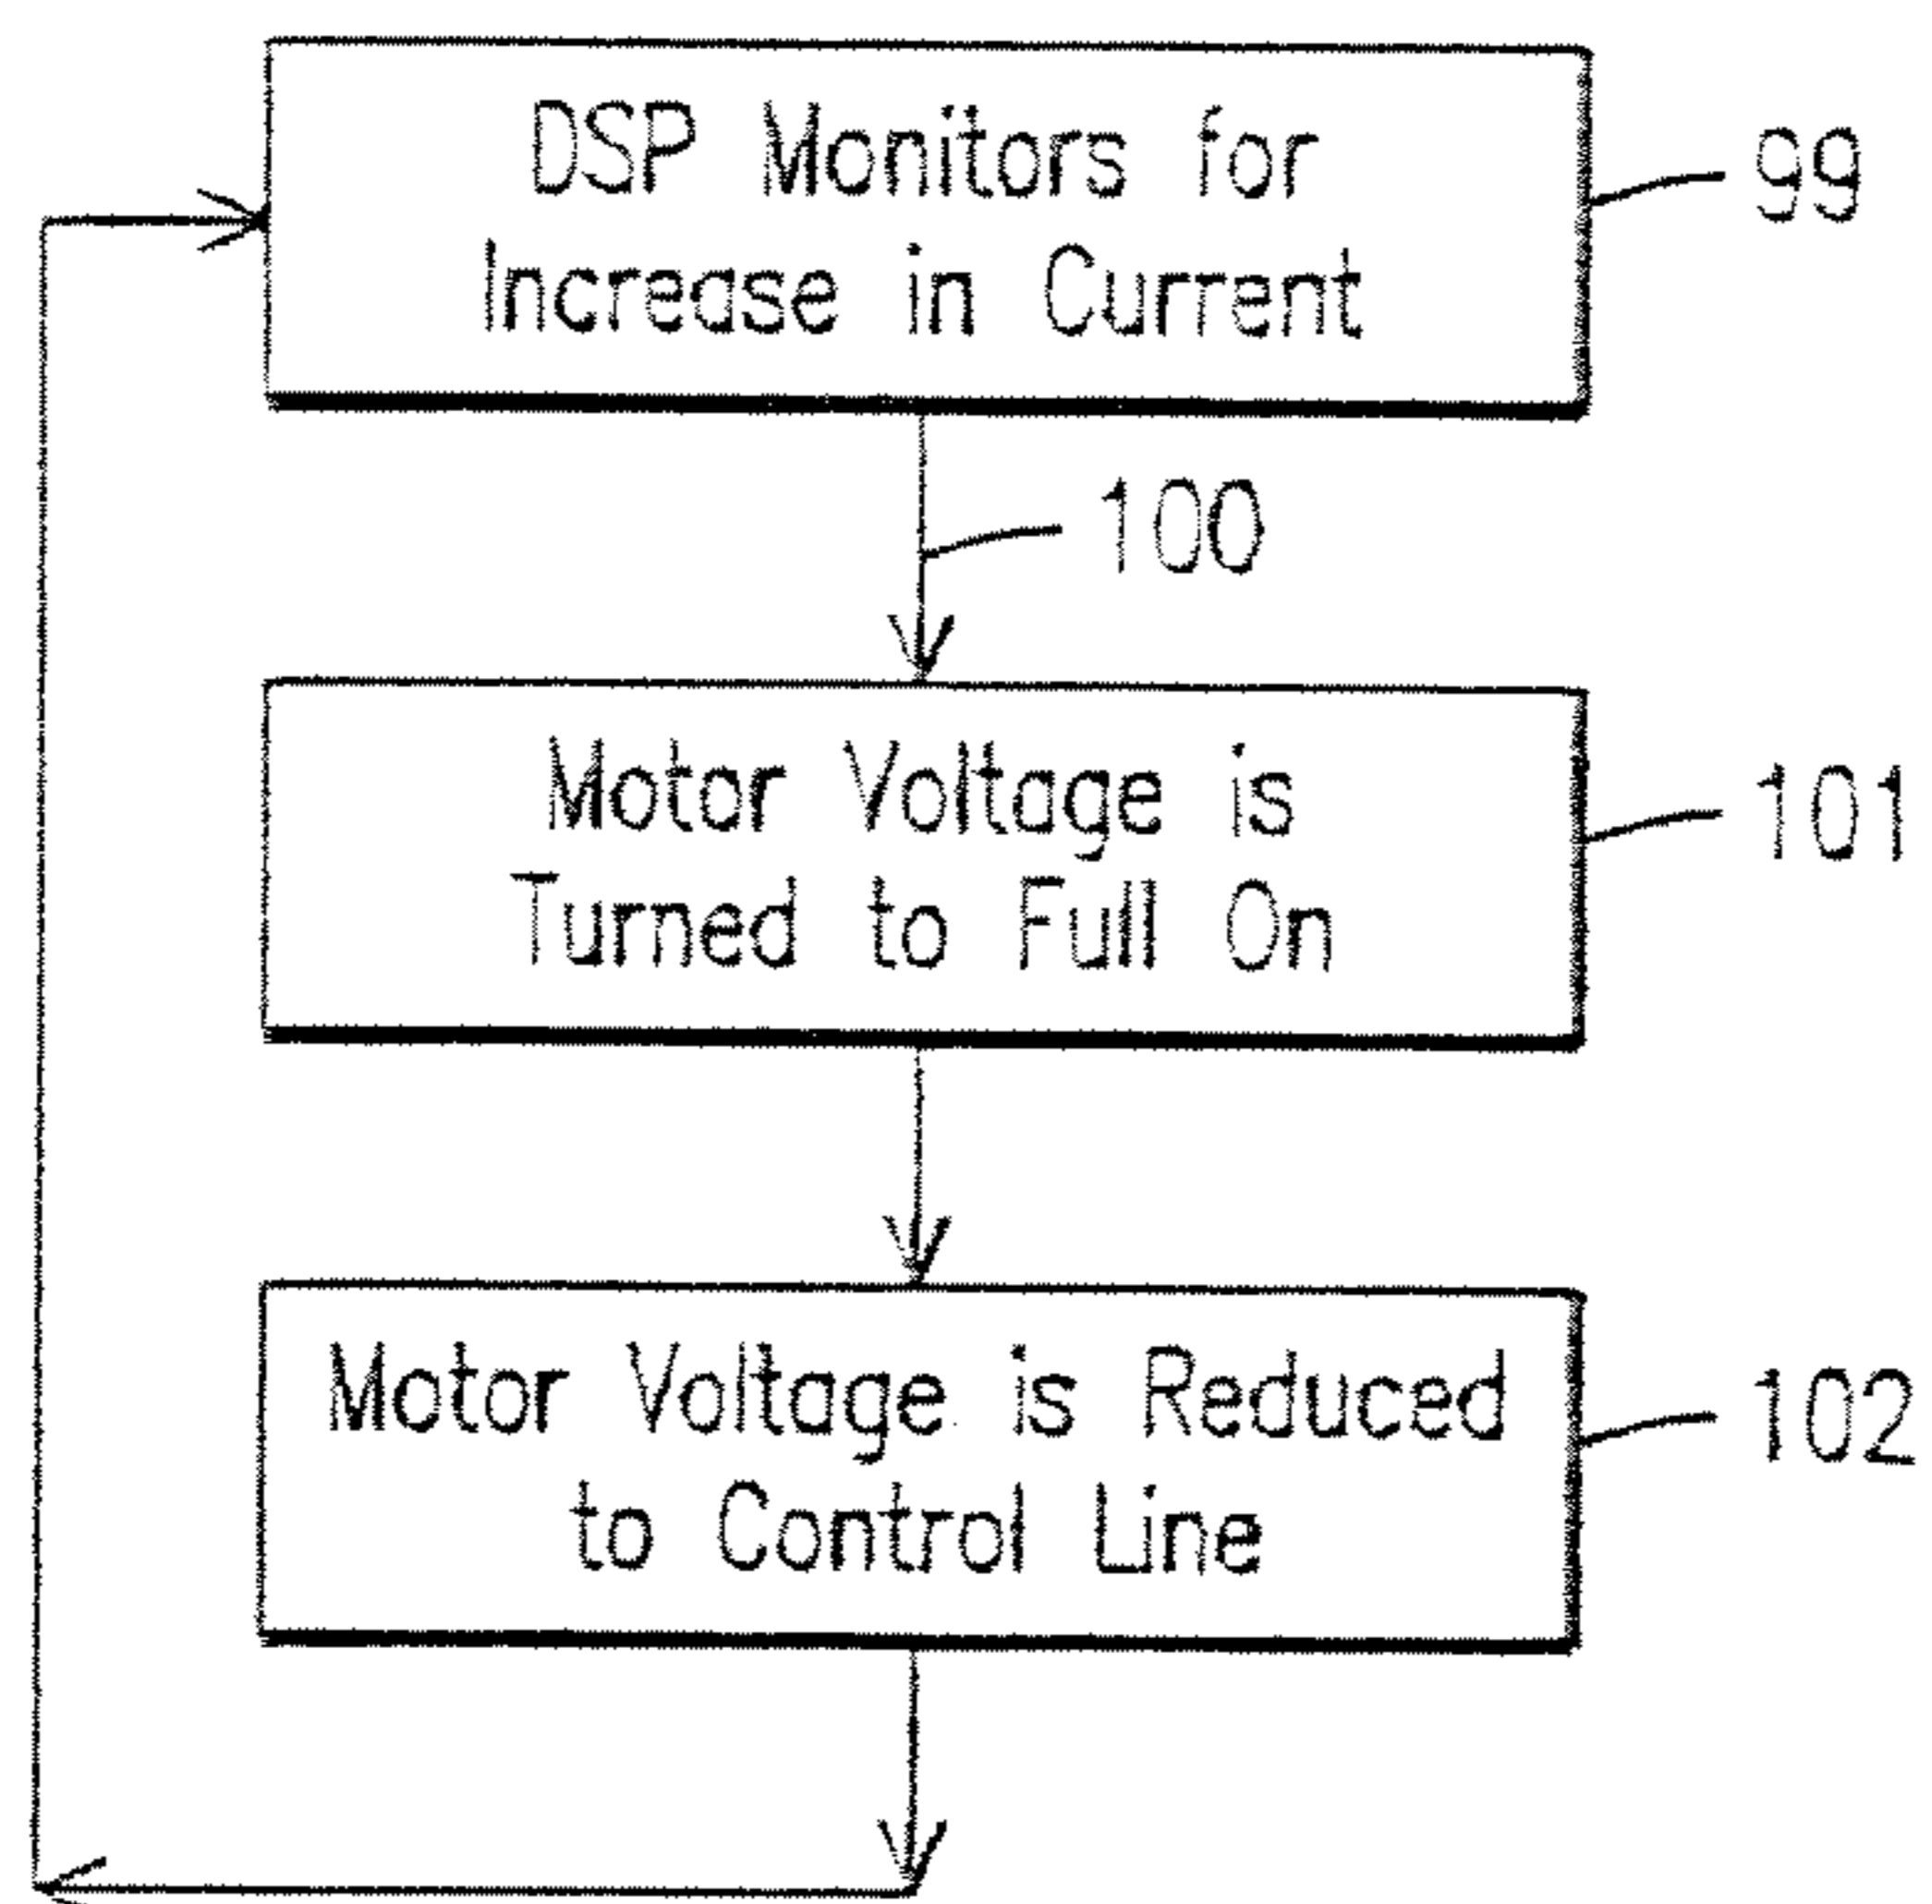 DSP Monitors for
Increase in Current
99
100
Motor Voltage is
Turned to Full On
101
Motor Voltage is Reduced
to Control Line
102